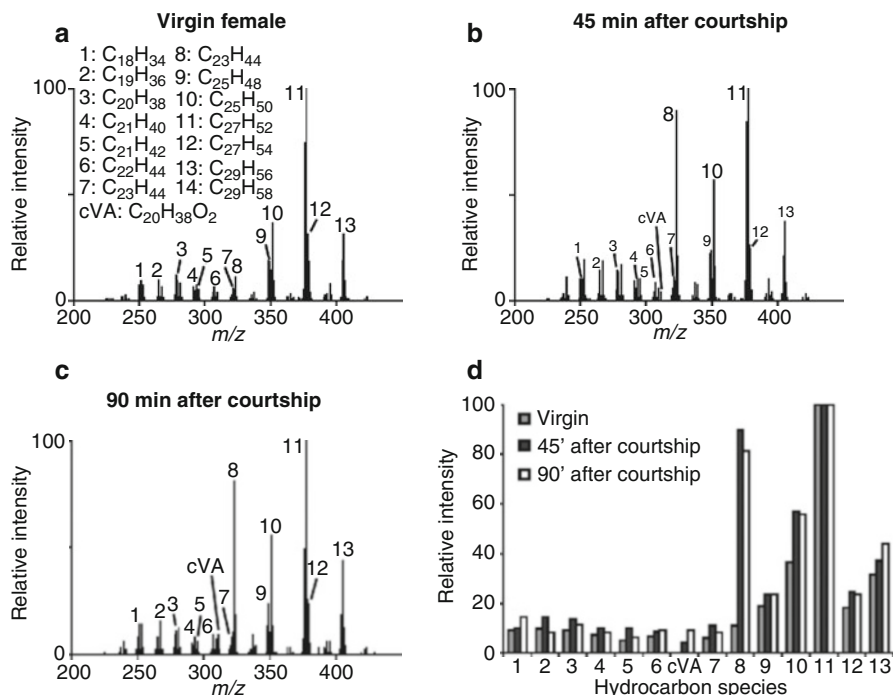 a
Virgin female
1: C18H34
2: C19H36
3: C20H38
4: C21H40
5: C21H42
6: C22H44
7: C23H44
8: C23H44
9: C25H48
10: C25H50
11: C27H52
12: C27H54
13: C29H56
14: C29H58
cVA: C20H38O2
Relative intensity
100
0
1 2 3 4 5 6 7 8 9 10 11 12 13
200 250 300 350 400
m/z
b
45 min after courtship
Relative intensity
100
0
1 2 3 4 5 6 cVA 7 8 9 10 11 12 13
200 250 300 350 400
m/z
c
90 min after courtship
Relative intensity
100
0
1 2 3 4 5 6 cVA 7 8 9 10 11 12 13
200 250 300 350 400
m/z
d
Relative intensity
100
80
60
40
20
0
Virgin
45' after courtship
90' after courtship
1 2 3 4 5 6 cVA 7 8 9 10 11 12 13
Hydrocarbon species